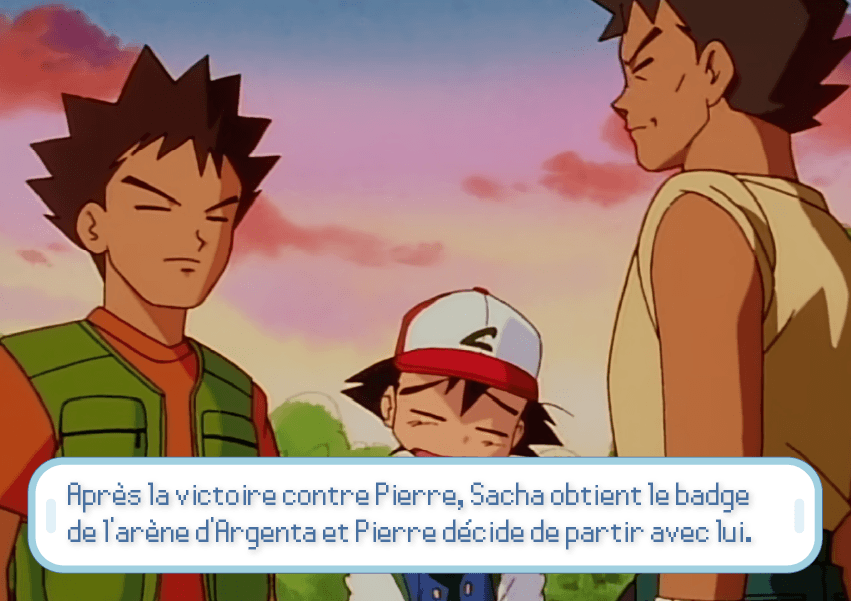 Après la victoire contre Pierre, Sacha obtient le badge
de l'arène d'Argenta et Pierre décide de partir avec lui.